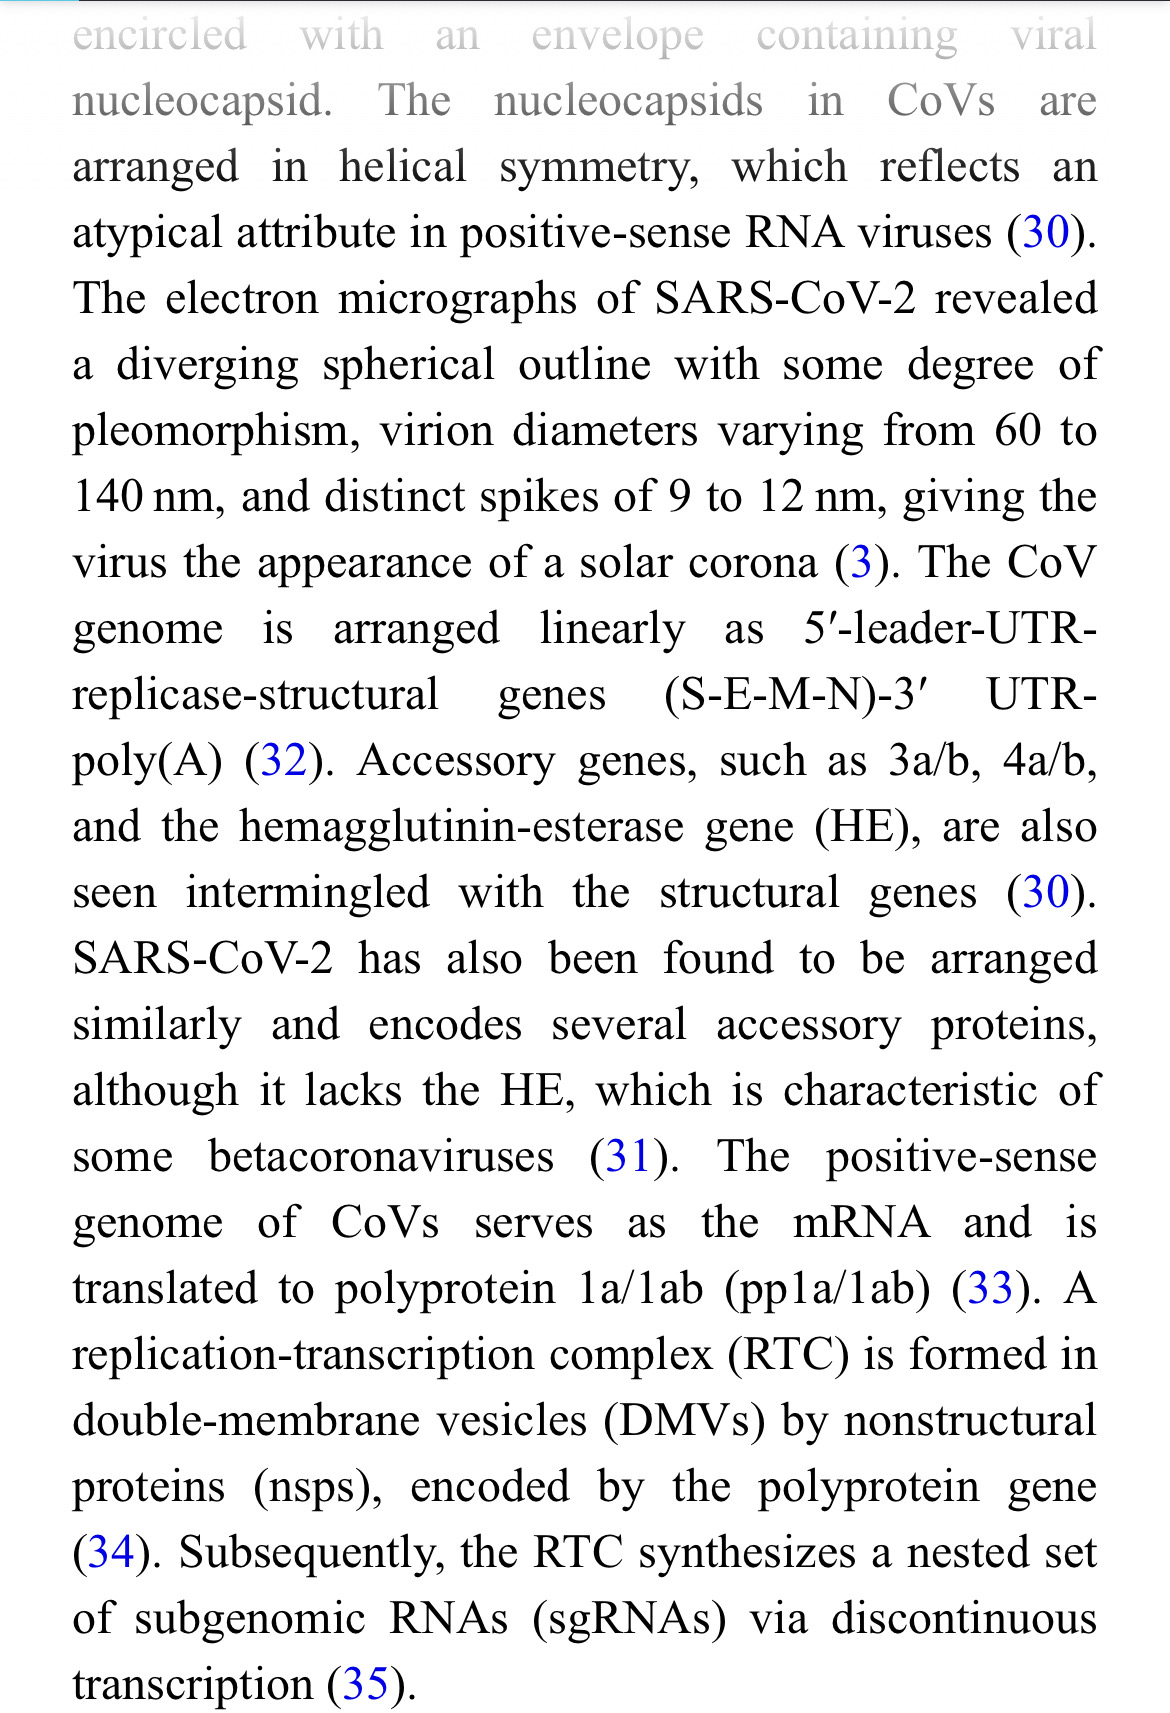 encircled with an envelope containing viral
nucleocapsid. The nucleocapsids in CoVs are
arranged in helical symmetry, which reflects an
atypical attribute in positive-sense RNA viruses (30).
The electron micrographs of SARS-CoV-2 revealed
a diverging spherical outline with some degree of
pleomorphism, virion diameters varying from 60 to
140 nm, and distinct spikes of 9 to 12 nm, giving the
virus the appearance of a solar corona (3). The CoV
genome is arranged linearly as 5′-leader-UTR-
replicase-structural genes (S-E-M-N)-3′ UTR-
poly(A) (32). Accessory genes, such as 3a/b, 4a/b,
and the hemagglutinin-esterase gene (HE), are also
seen intermingled with the structural genes (30).
SARS-CoV-2 has also been found to be arranged
similarly and encodes several accessory proteins,
although it lacks the HE, which is characteristic of
some betacoronaviruses (31). The positive-sense
genome of CoVs serves as the mRNA and is
translated to polyprotein 1a/1ab (pp1a/1ab) (33). A
replication-transcription complex (RTC) is formed in
double-membrane vesicles (DMVs) by nonstructural
proteins (nsps), encoded by the polyprotein gene
(34). Subsequently, the RTC synthesizes a nested set
of subgenomic RNAs (sgRNAs) via discontinuous
transcription (35).